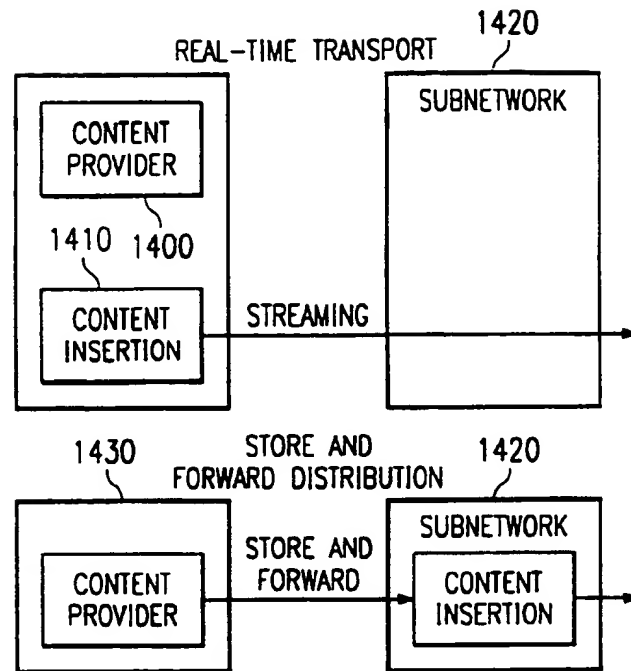 1420
REAL-TIME TRANSPORT
CONTENT
PROVIDER
SUBNETWORK
1410
1400
CONTENT
INSERTION
STREAMING
1430
STORE AND
FORWARD DISTRIBUTION
1420
SUBNETWORK
CONTENT
PROVIDER
STORE AND
FORWARD
CONTENT
INSERTION